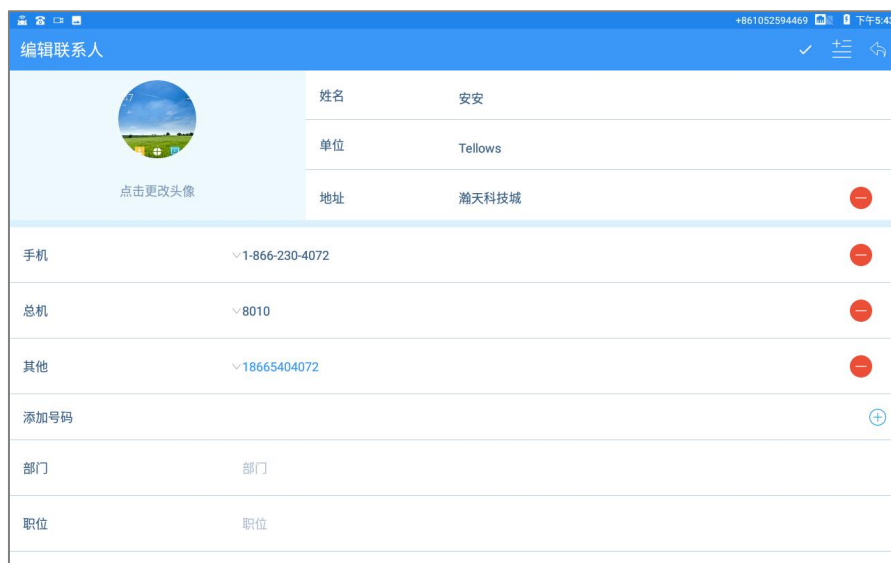 +861052594469 下午5:43
编辑联系人
姓名 安安
单位 Tellows
点击更改头像
地址 瀚天科技城
手机 1-866-230-4072
总机 8010
其他 18665404072
添加号码
部门 部门
职位 职位